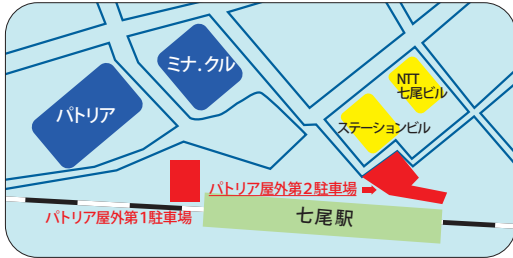 ミナ.クル
NTT
七尾ビル
パトリア
ステーションビル
パトリア屋外第2駐車場
パトリア屋外第1駐車場
七尾駅